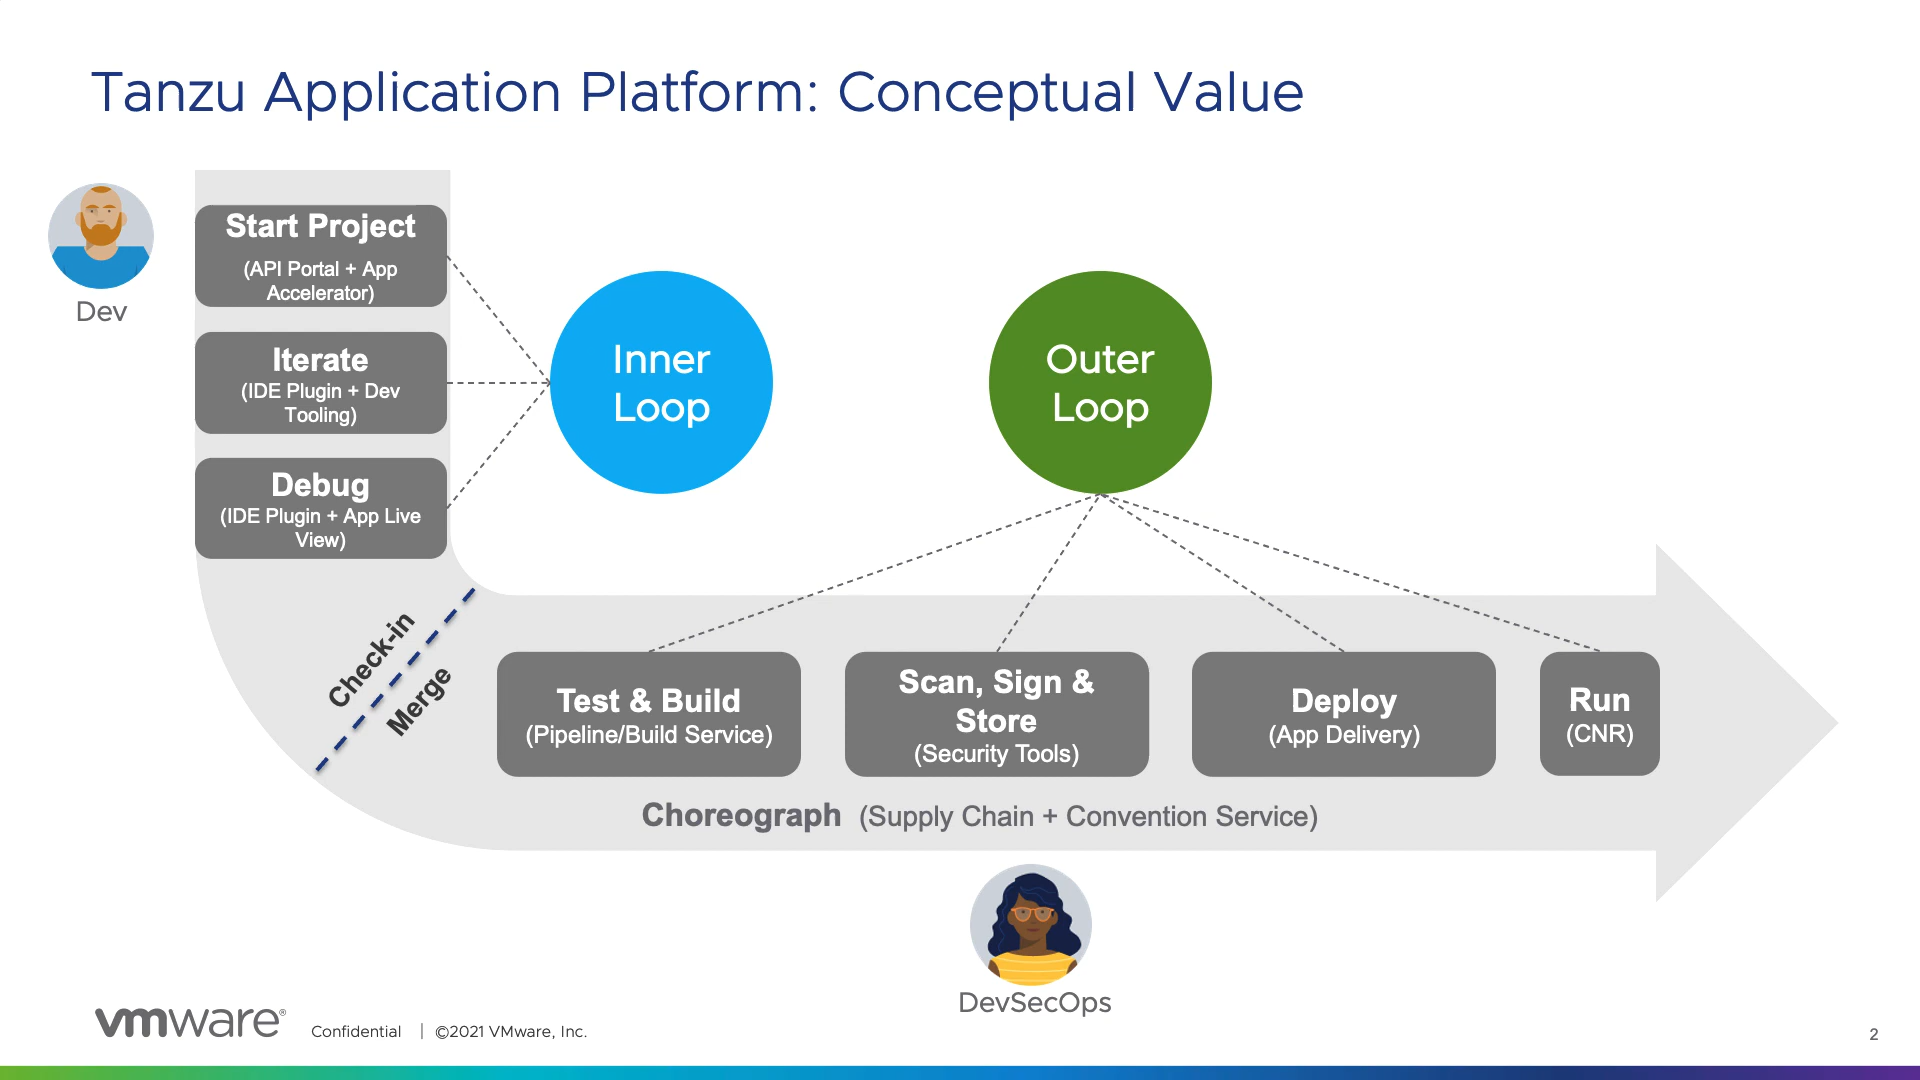 Tanzu Application Platform: Conceptual Value
Dev
Start Project
(API Portal + App
Accelerator)
Iterate
(IDE Plugin + Dev
Tooling)
Debug
(IDE Plugin + App Live
View)
Inner
Loop
Outer
Loop
Check-in
Merge
Test & Build
(Pipeline/Build Service)
Scan, Sign &
Store
(Security Tools)
Deploy
(App Delivery)
Run
(CNR)
Choreograph (Supply Chain + Convention Service)
DevSecOps
vmware® Confidential | ©2021 VMware, Inc.
2